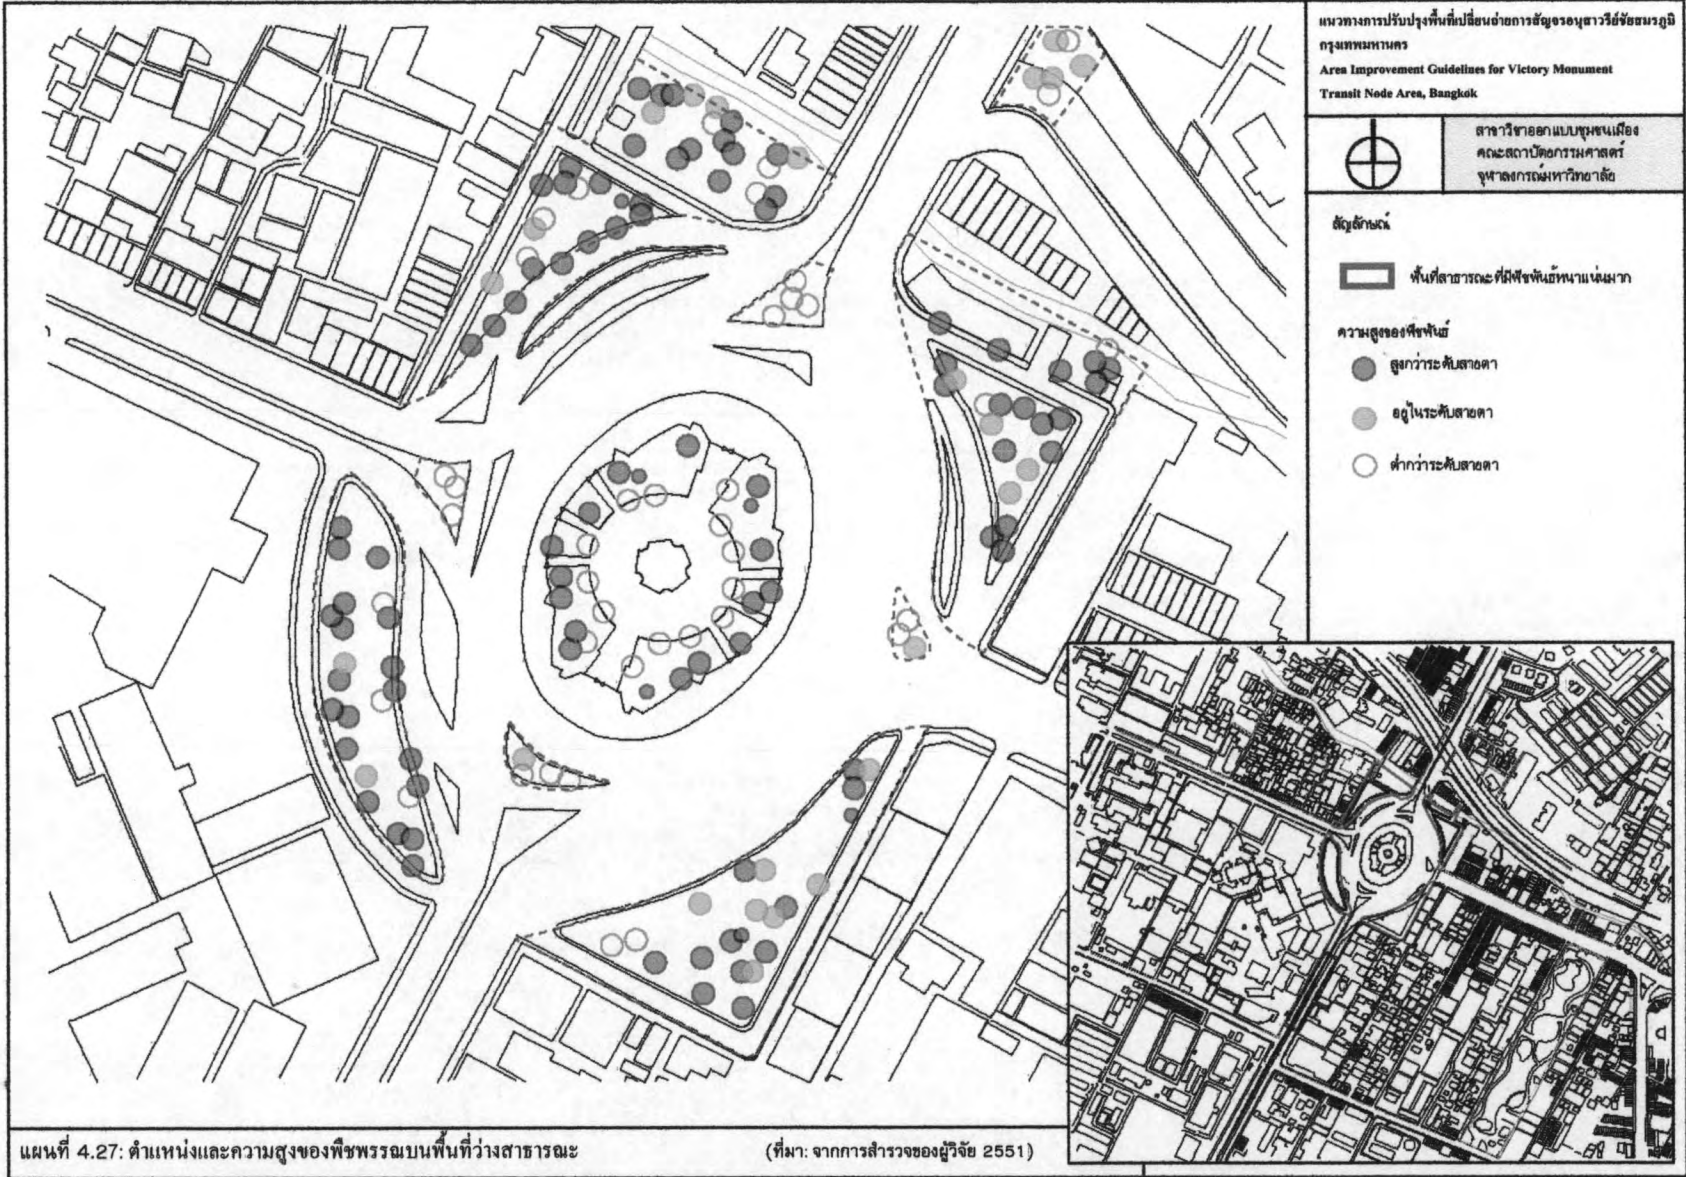 แนวทางการปรับปรุงพื้นที่เปลี่ยนถ่ายการสัญจรอนุสาวรีย์ชัยสมรภูมิ
กรุงเทพมหานคร
Area Improvement Guidelines for Victory Monument
Transit Node Area, Bangkok
สาขาวิชาออกแบบชุมชนเมือง
คณะสถาปัตยกรรมศาสตร์
จุฬาลงกรณ์มหาวิทยาลัย
สัญลักษณ์
พื้นที่สาธารณะที่มีพืชพันธ์หนาแน่นมาก
ความสูงของพืชพันธ์
สูงกว่าระดับสายตา
อยู่ในระดับสายตา
ต่ำกว่าระดับสายตา
แผนที่ 4.27: ตำแหน่งและความสูงของพืชพรรณบนพื้นที่ว่างสาธารณะ (ที่มา: จากการสำรวจของผู้วิจัย 2551)